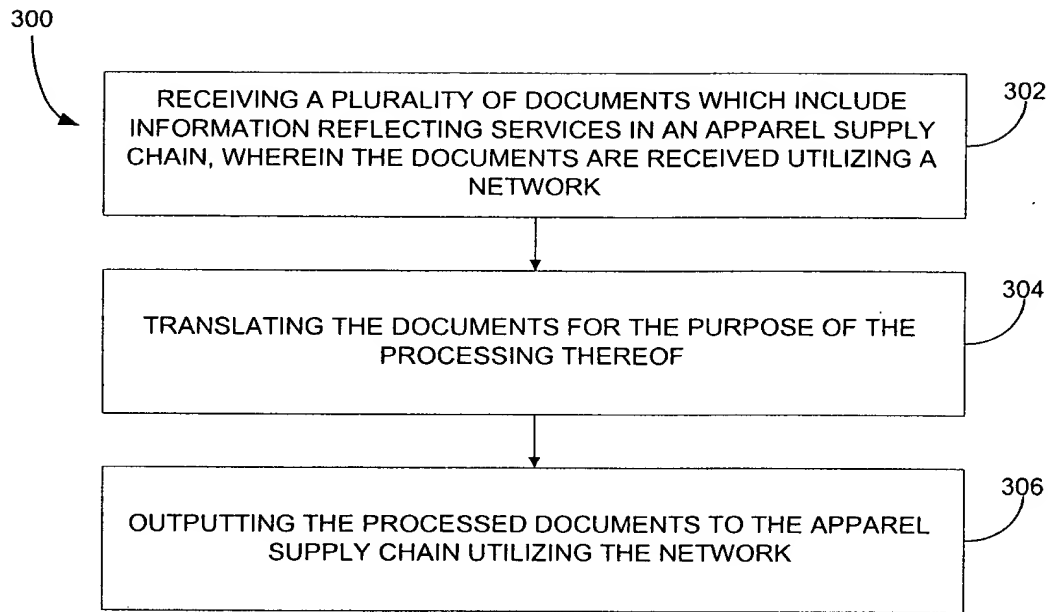 300
RECEIVING A PLURALITY OF DOCUMENTS WHICH INCLUDE
INFORMATION REFLECTING SERVICES IN AN APPAREL SUPPLY
CHAIN, WHEREIN THE DOCUMENTS ARE RECEIVED UTILIZING A
NETWORK
302
TRANSLATING THE DOCUMENTS FOR THE PURPOSE OF THE
PROCESSING THEREOF
304
OUTPUTTING THE PROCESSED DOCUMENTS TO THE APPAREL
SUPPLY CHAIN UTILIZING THE NETWORK
306